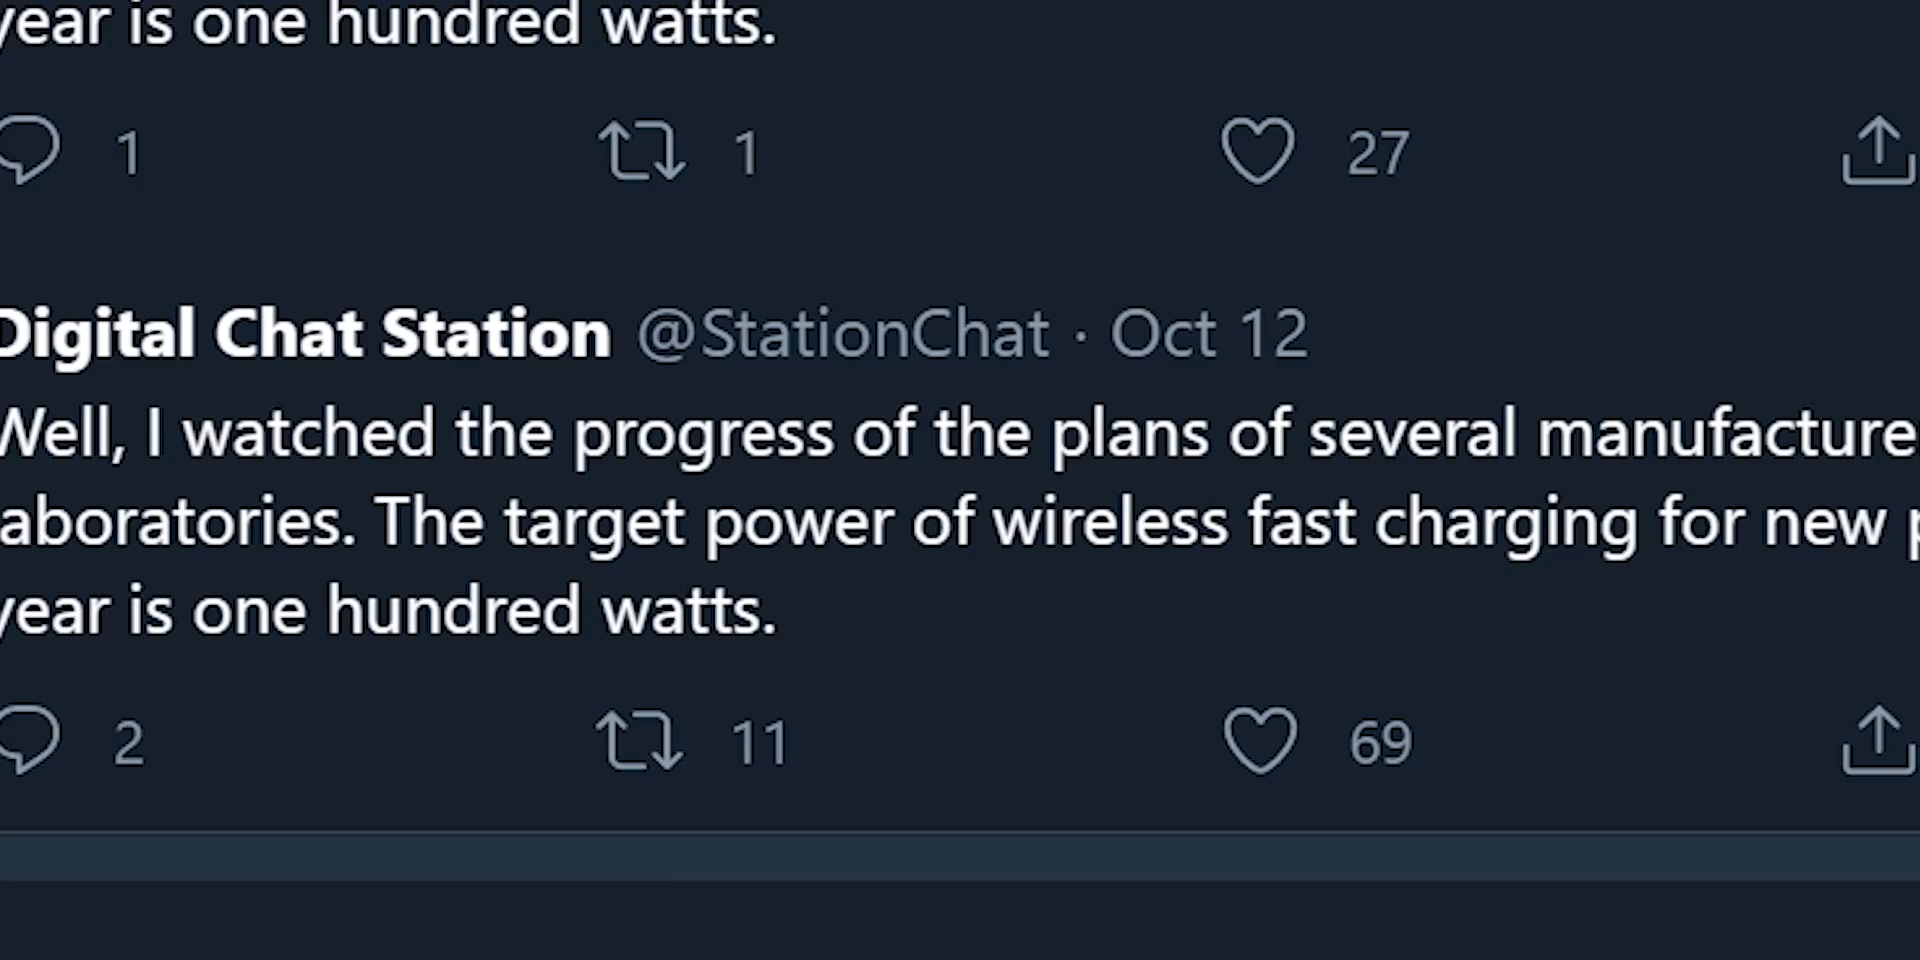 year is one hundred watts.
1 1 27
Digital Chat Station @StationChat · Oct 12
Well, I watched the progress of the plans of several manufacture
laboratories. The target power of wireless fast charging for new p
year is one hundred watts.
2 11 69